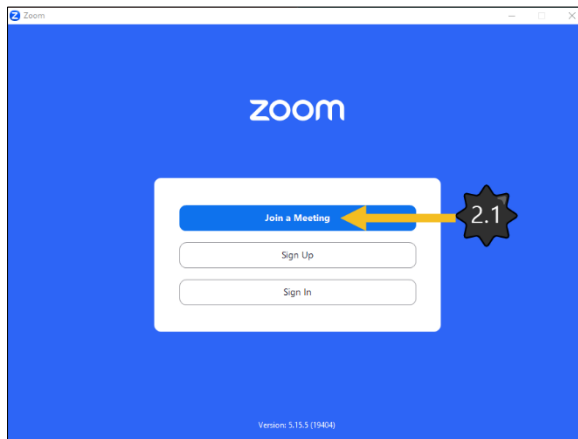 Zoom
zoom
Join a Meeting
2.1
Sign Up
Sign In
Version: 5.15.5 (19404)